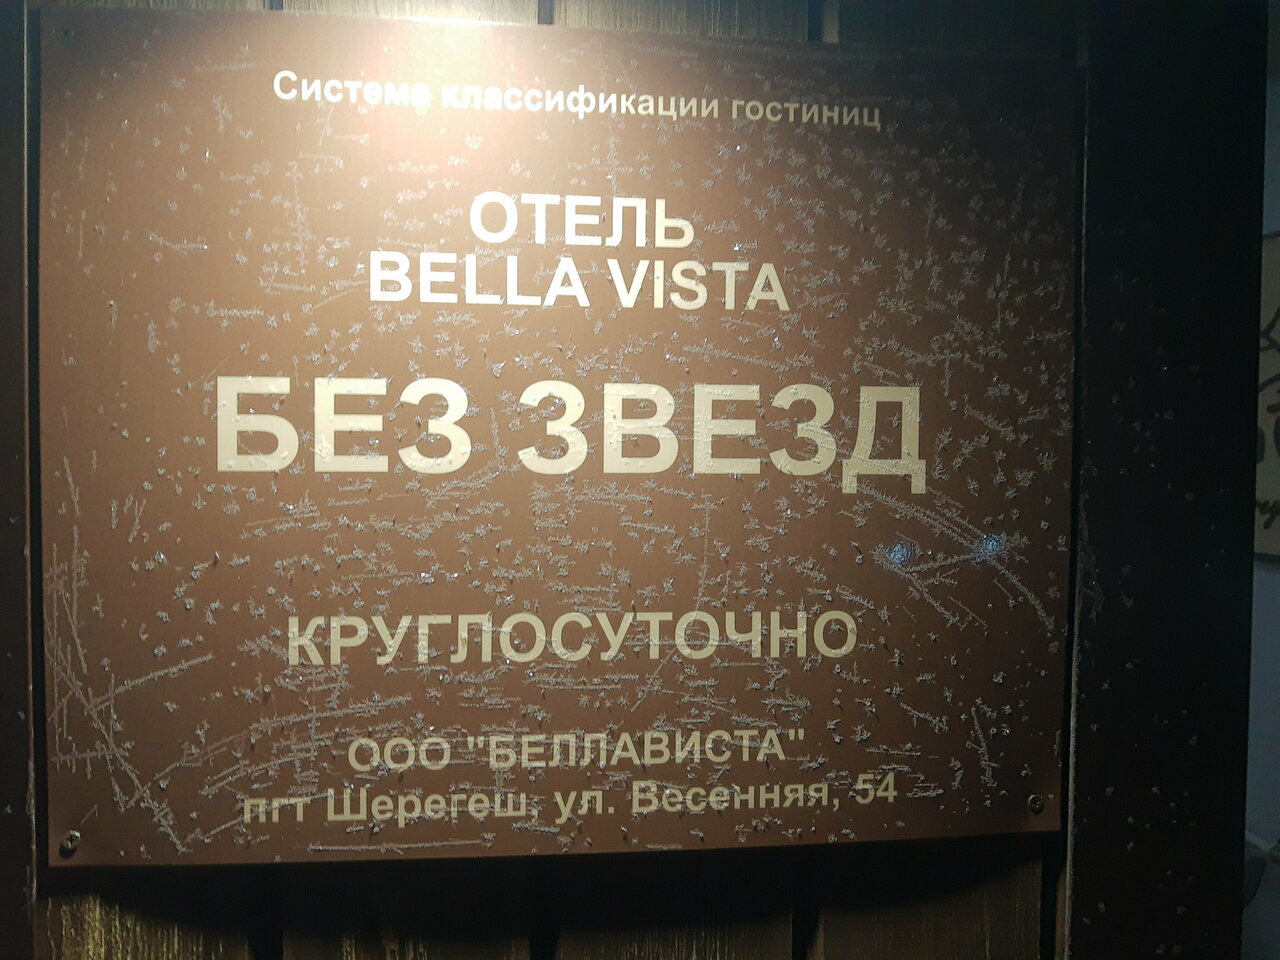 Система классификации гостиниц
ОТЕЛЬ
BELLA VISTA
БЕЗ ЗВЕЗД
КРУГЛОСУТОЧНО
ООО "БЕЛЛАВИСТА"
пгт Шерегеш, ул. Весенняя, 54